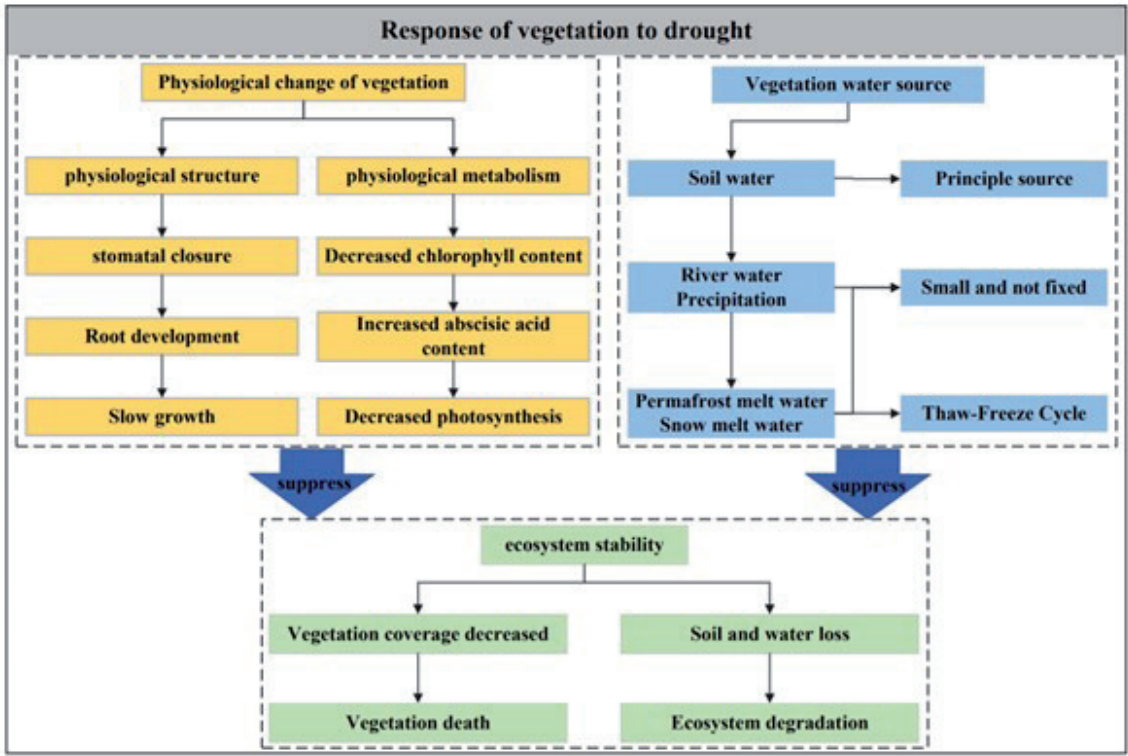 Response of vegetation to drought
Physiological change of vegetation
physiological structure
physiological metabolism
stomatal closure
Decreased chlorophyll content
Root development
Increased abscisic acid
content
Slow growth
Decreased photosynthesis
Vegetation water source
Soil water
Principle source
River water
Precipitation
Small and not fixed
Permafrost melt water
Snow melt water
Thaw-Freeze Cycle
suppress
suppress
ecosystem stability
Vegetation coverage decreased
Soil and water loss
Vegetation death
Ecosystem degradation